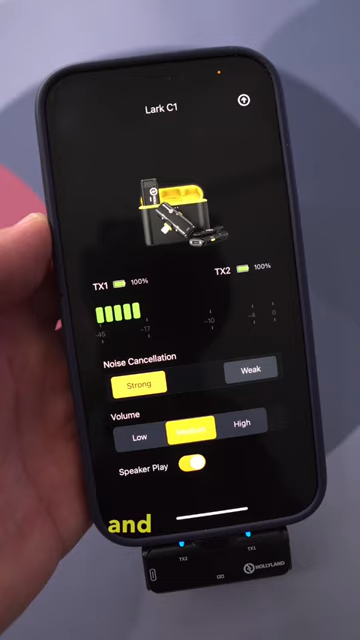 Lark C1
TX1 100%
TX2 100%
-45 -17 -10 -4 0
Noise Cancellation
Strong Weak
Volume
Low High
Speaker Play
and
TX2 TX1
HOLLYLAND